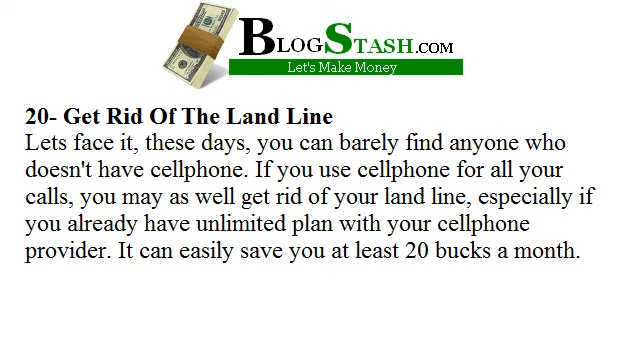 BLOGSTASH.COM
Let's Make Money
20- Get Rid Of The Land Line
Lets face it, these days, you can barely find anyone who
doesn't have cellphone. If you use cellphone for all your
calls, you may as well get rid of your land line, especially if
you already have unlimited plan with your cellphone
provider. It can easily save you at least 20 bucks a month.